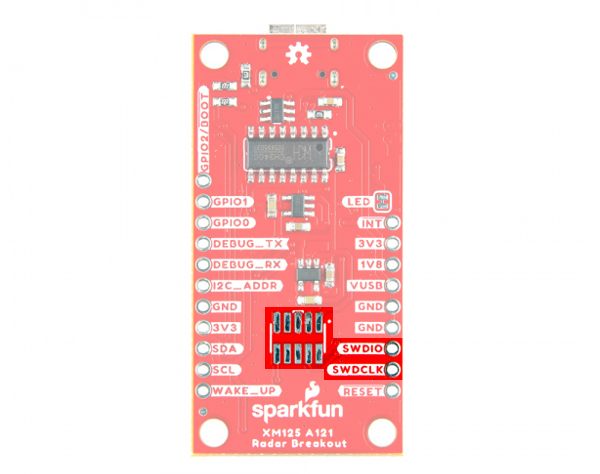 GPIO2/BOOT
GPIO1
GPIO0
DEBUG_TX
DEBUG_RX
I2C_ADDR
GND
3V3
SDA
SCL
WAKE_UP
LED
INT
3V3
1V8
VUSB
GND
GND
SWDIO
SWDCLK
RESET
sparkfun
XM125 A121
Radar Breakout